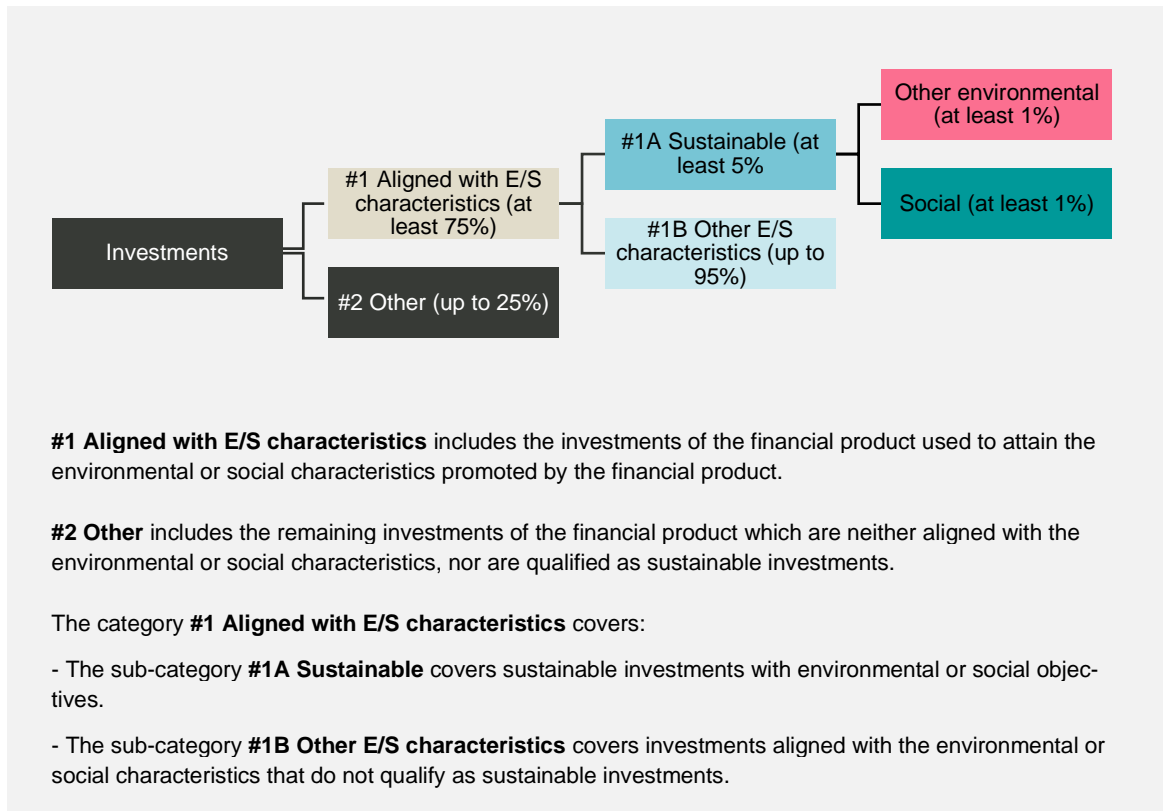 Other environmental
(at least 1%)
#1A Sustainable (at
least 5%
#1 Aligned with E/S
characteristics (at
least 75%)
Social (at least 1%)
Investments
#1B Other E/S
characteristics (up to
95%)
#2 Other (up to 25%)
#1 Aligned with E/S characteristics includes the investments of the financial product used to attain the
environmental or social characteristics promoted by the financial product.
#2 Other includes the remaining investments of the financial product which are neither aligned with the
environmental or social characteristics, nor are qualified as sustainable investments.
The category #1 Aligned with E/S characteristics covers:
- The sub-category #1A Sustainable covers sustainable investments with environmental or social objec-
tives.
- The sub-category #1B Other E/S characteristics covers investments aligned with the environmental or
social characteristics that do not qualify as sustainable investments.